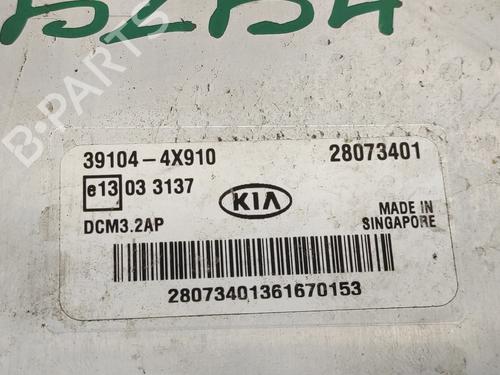 B-PARTS
39104-4X910 28073401
e13 03 3137
KIA
DCM3.2AP
MADE IN
SINGAPORE
28073401361670153